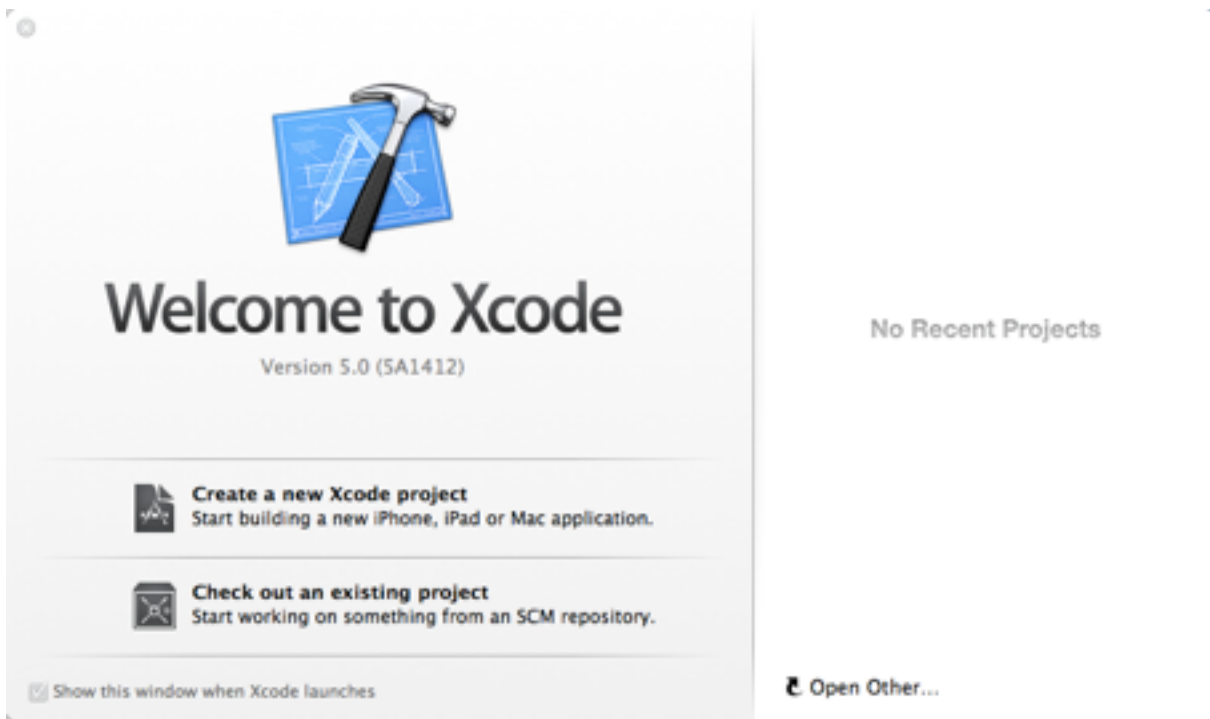 Welcome to Xcode
Version 5.0 (5A1412)
Create a new Xcode project
Start building a new iPhone, iPad or Mac application.
Check out an existing project
Start working on something from an SCM repository.
Show this window when Xcode launches
No Recent Projects
Open Other...